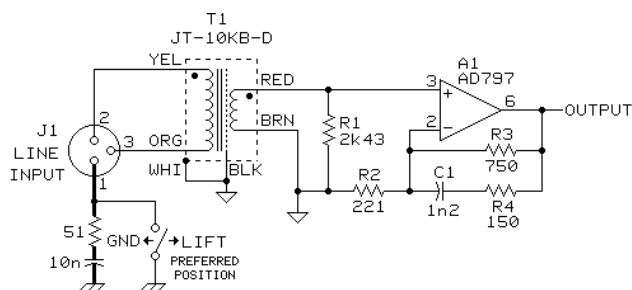 T1
JT-10KB-D
YEL
RED
A1
AD797
2
3
6
OUTPUT
J1
LINE
INPUT
3
ORG
BRN
R1
2k43
2
R3
750
1
WHI
BLK
R2
221
C1
1n2
R4
150
51
GND
LIFT
10n
PREFERRED
POSITION
+
−